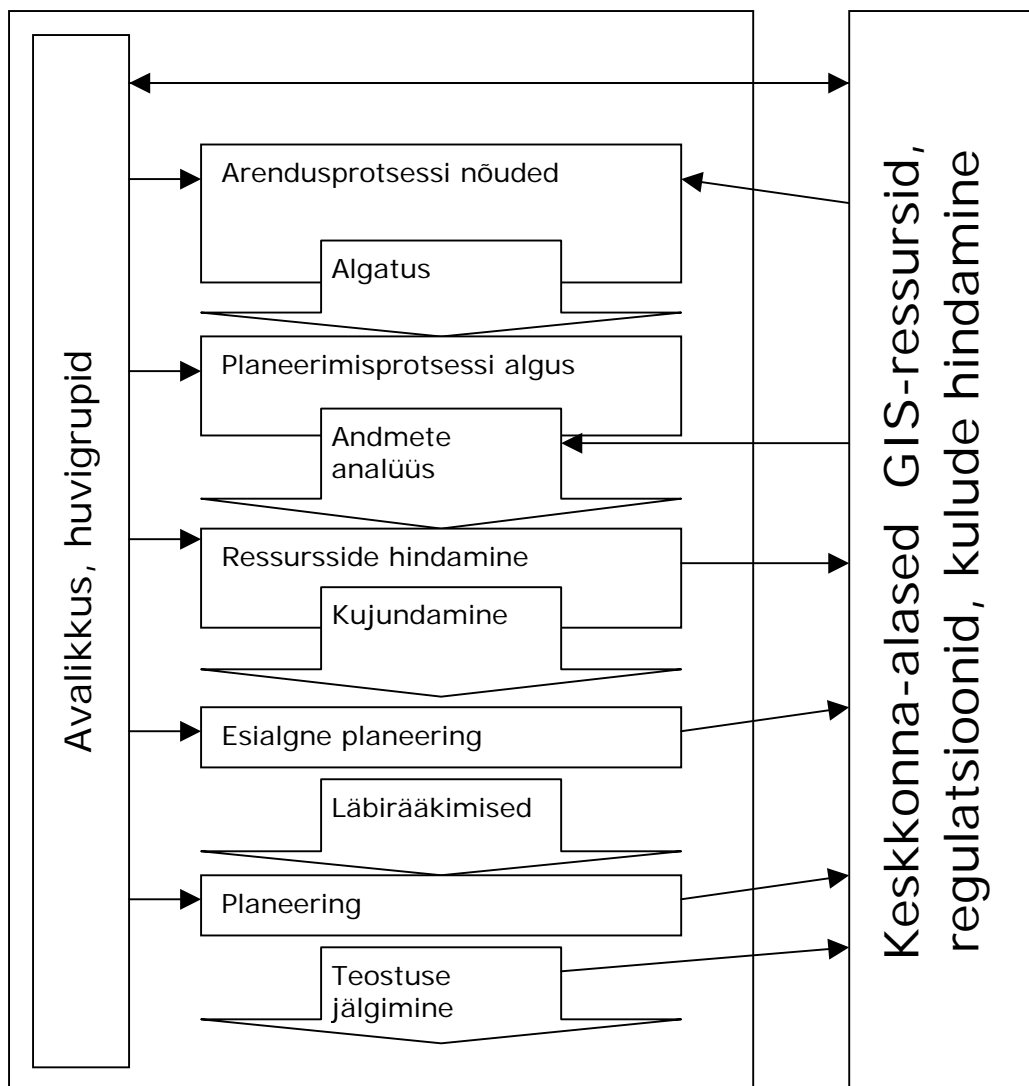 Avalikkus, huvigrupid
Arendusprotsessi nõuded
Algatus
Planeerimisprotsessi algus
Andmete
analüüs
Ressursside hindamine
Kujundamine
Esialgne planeering
Läbirääkimised
Planeering
Teostuse
jälgimine
Keskkonna-alased GIS-ressursid,
regulatsioonid, kulude hindamine